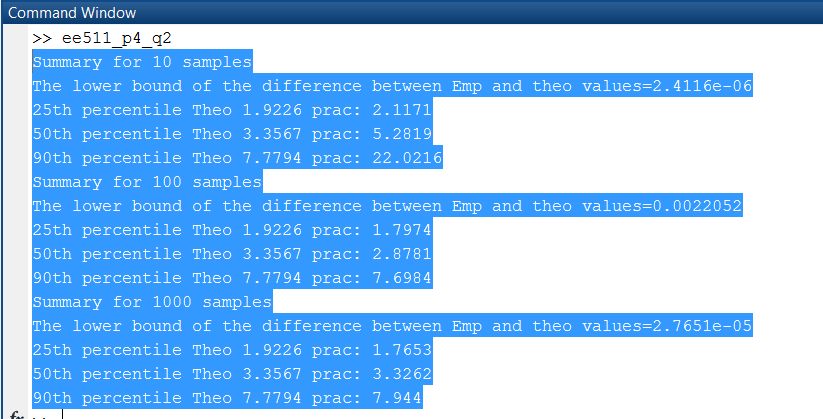 Command Window
>> ee511_p4_q2
Summary for 10 samples
The lower bound of the difference between Emp and theo values=2.4116e-06
25th percentile Theo 1.9226 prac: 2.1171
50th percentile Theo 3.3567 prac: 5.2819
90th percentile Theo 7.7794 prac: 22.0216
Summary for 100 samples
The lower bound of the difference between Emp and theo values=0.0022052
25th percentile Theo 1.9226 prac: 1.7974
50th percentile Theo 3.3567 prac: 2.8781
90th percentile Theo 7.7794 prac: 7.6984
Summary for 1000 samples
The lower bound of the difference between Emp and theo values=2.7651e-05
25th percentile Theo 1.9226 prac: 1.7653
50th percentile Theo 3.3567 prac: 3.3262
90th percentile Theo 7.7794 prac: 7.944